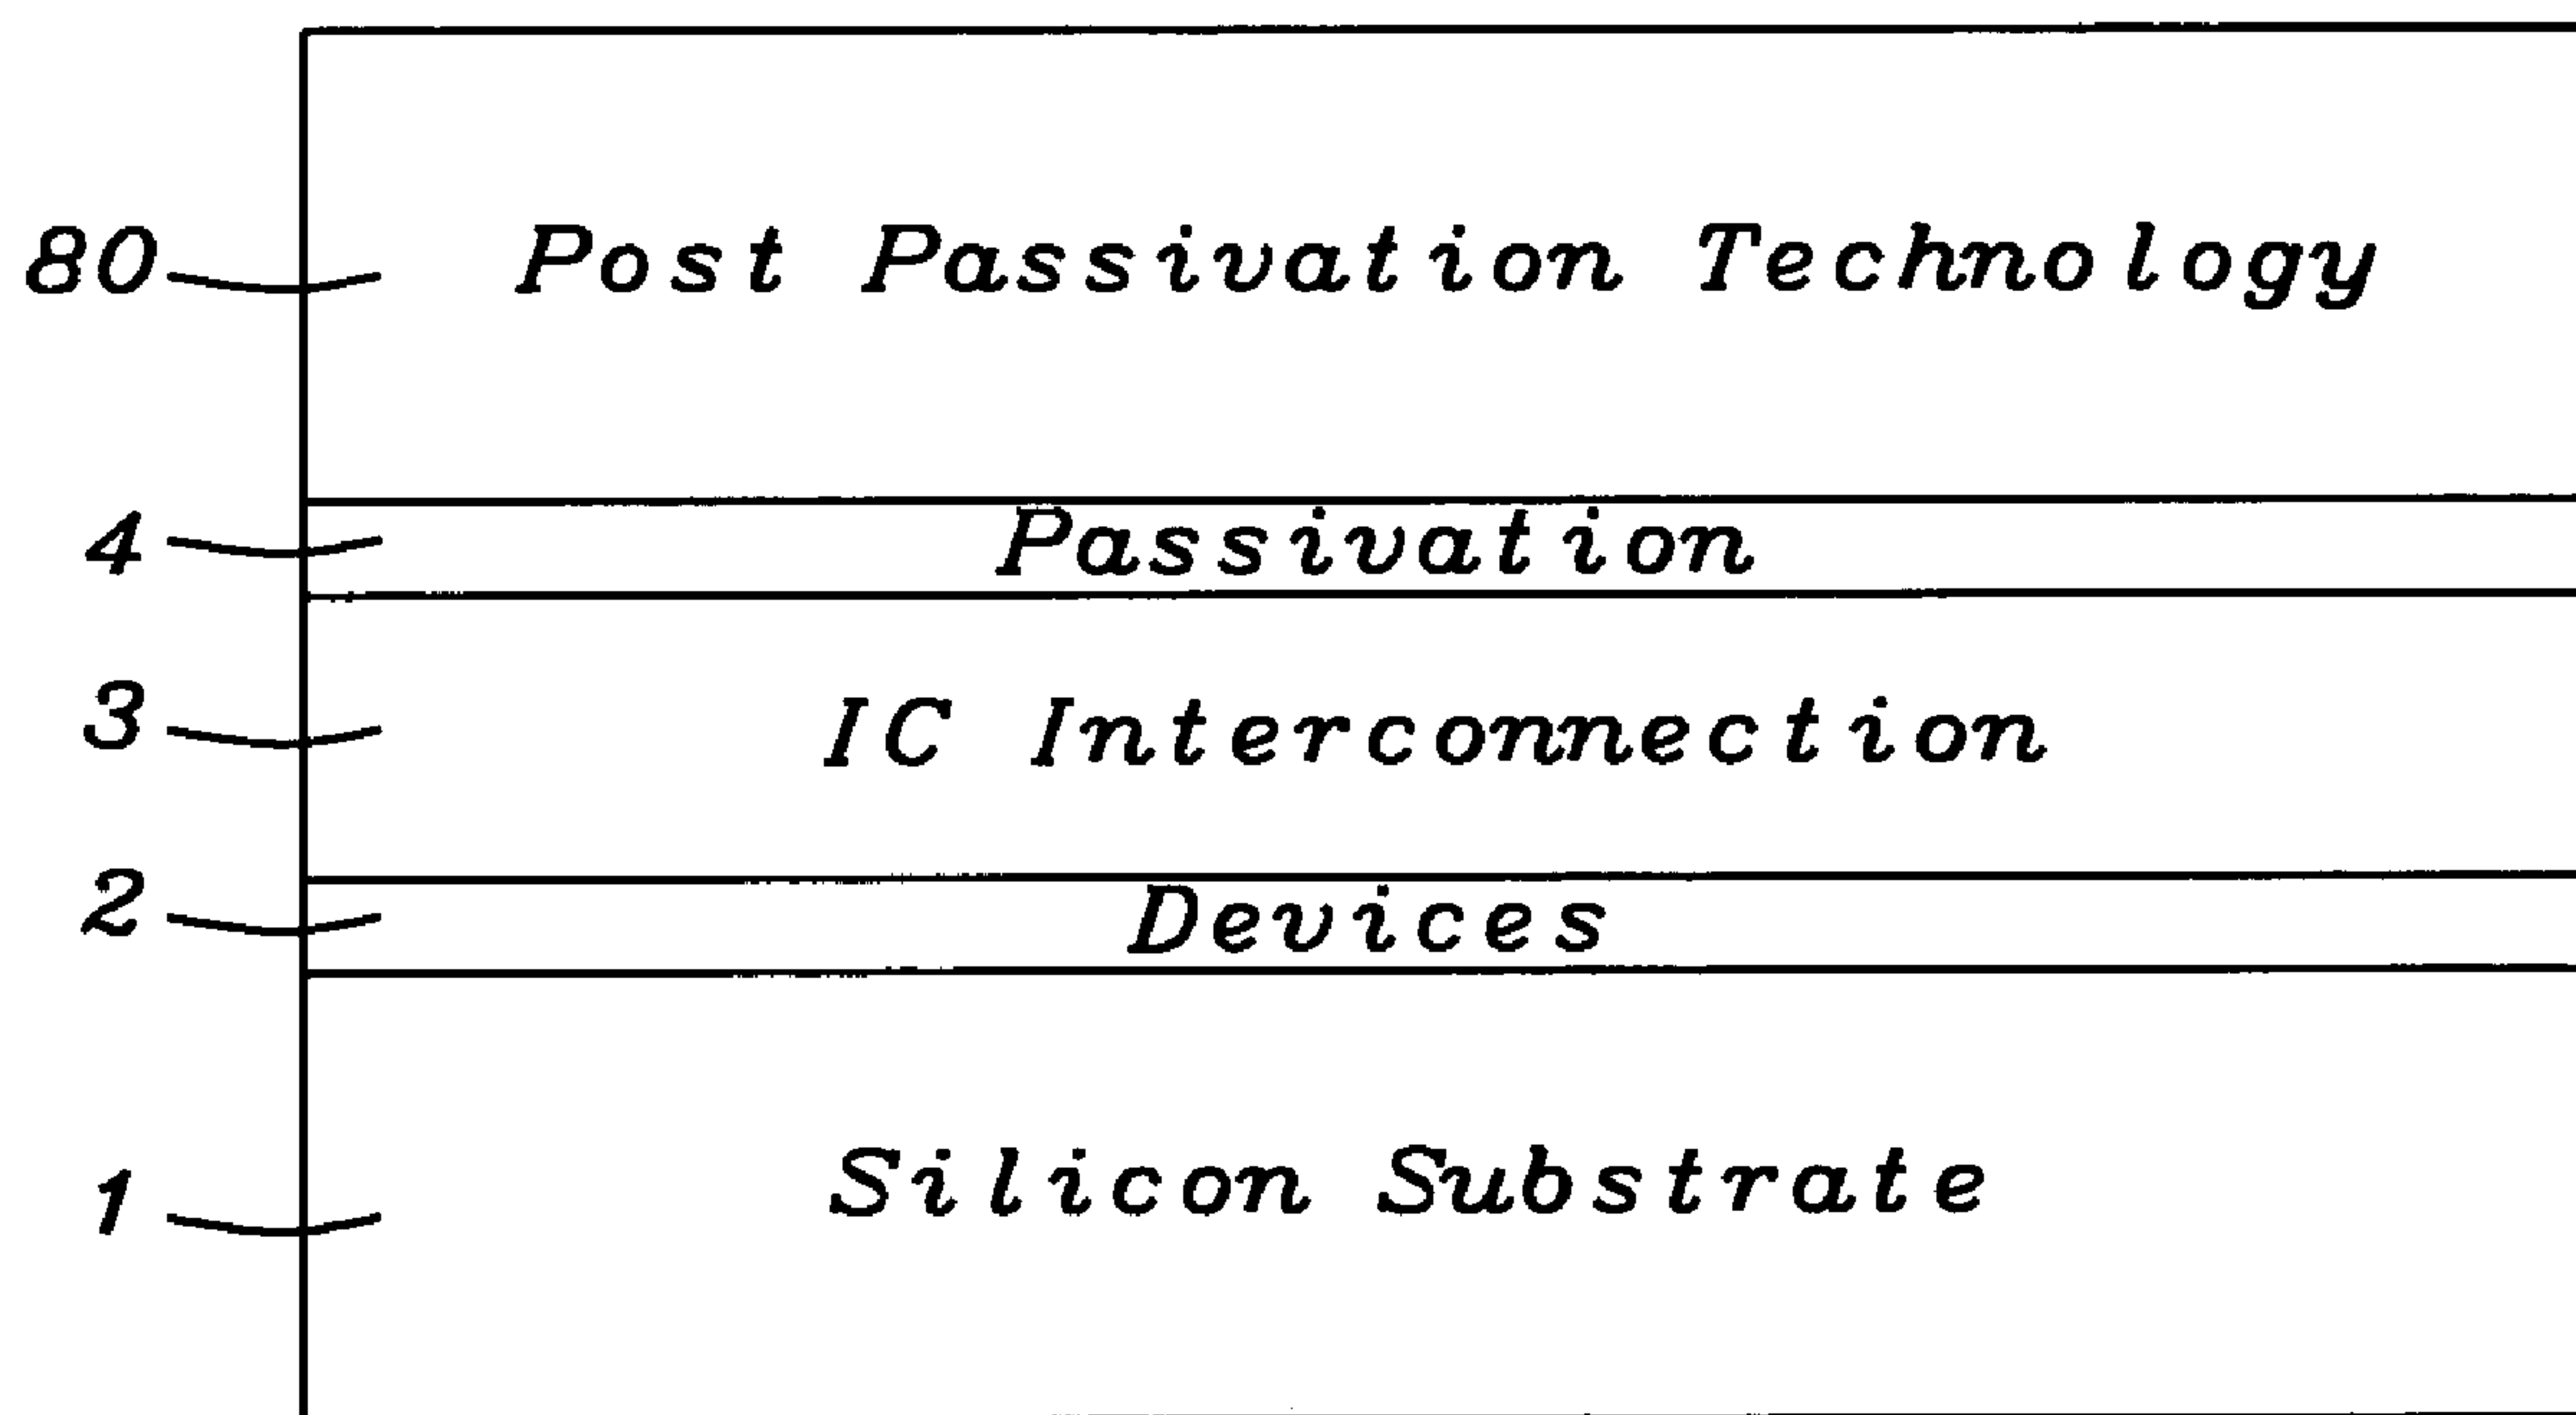 80 Post Passivation Technology
4 Passivation
3 IC Interconnection
2 Devices
1 Silicon Substrate